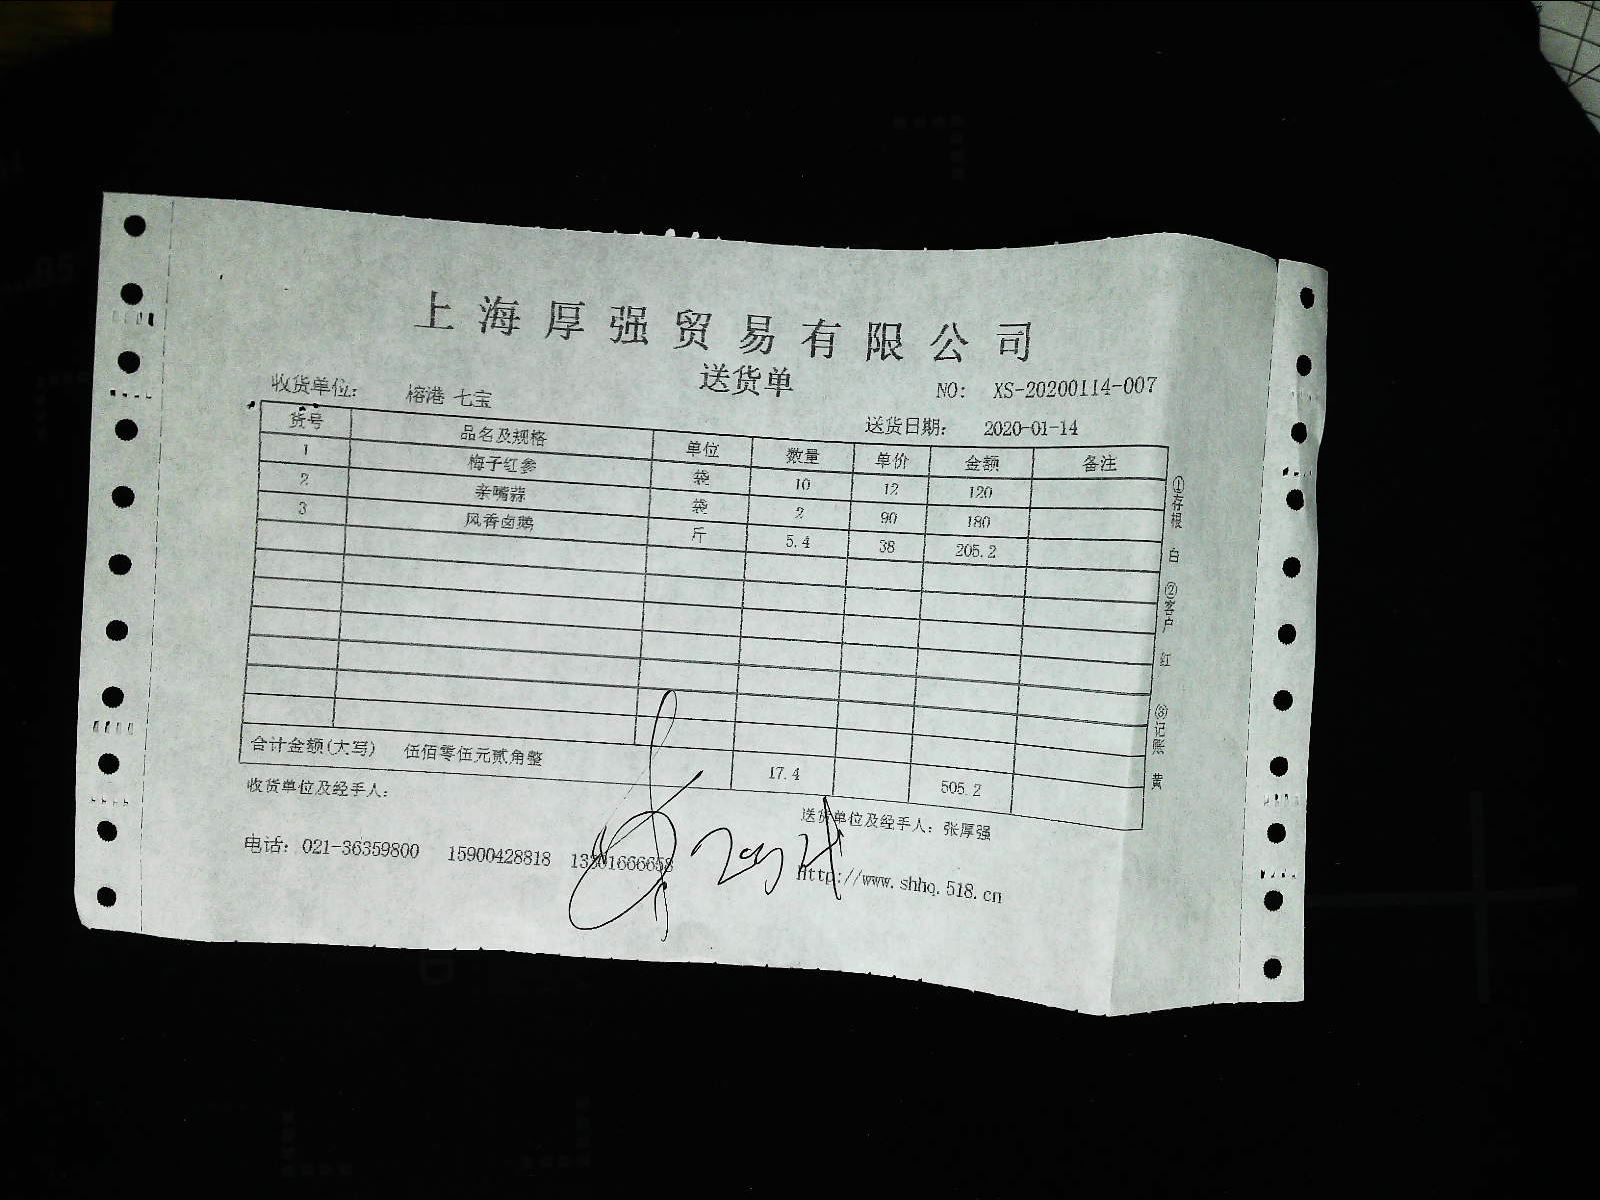 上海厚强贸易有限公司
送货单
收货单位： 榕港 七宝 NO: XS-20200114-007
送货日期： 2020-01-14
货号 品名及规格 单位 数量 单价 金额 备注
1 梅子红参 袋 10 12 120
2 亲嘴蒜 袋 2 90 180
3 风香卤鹅 斤 5.4 38 205.2
合计金额(大写) 伍佰零伍元贰角整 17.4 505.2
收货单位及经手人： 送货单位及经手人：张厚强
电话：021-36359800 15900428818
Http://www.shhq.518.cn
①存根 白 ②客户 红 ③记账 黄